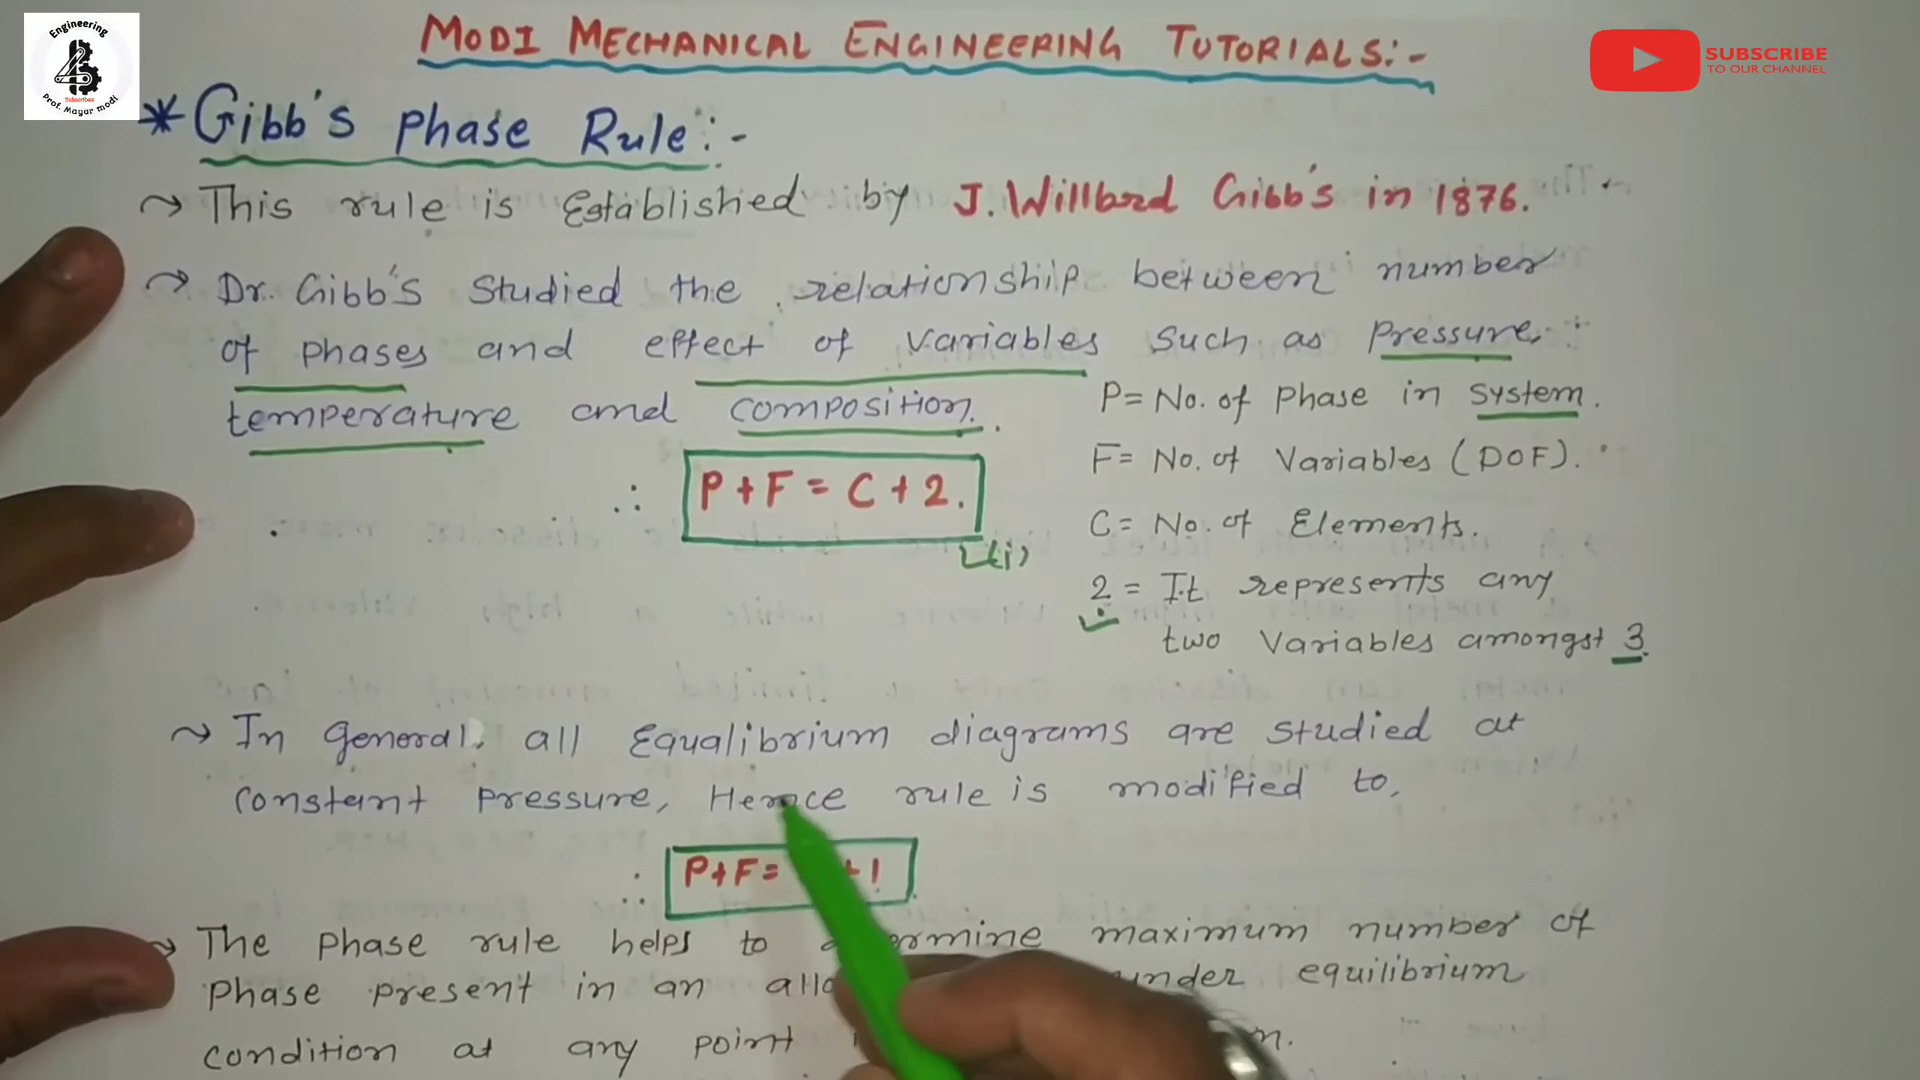 Engineering
Subscribes
Prof. Mayur modi
MODI MECHANICAL ENGINEERING TUTORIALS:-
SUBSCRIBE
TO OUR CHANNEL
* Gibb's Phase Rule:-
This rule is Established by J. Willbord Gibb's in 1876.
Dr. Gibb's Studied the relationship between number
of phases and effect of variables such as pressure,
temperature and composition.
P = No. of Phase in system.
F = No. of Variables (DOF).
∴ P + F = C + 2.
(i)
C = No. of Elements.
2 = It represents any
two Variables amongst 3.
In general, all Equalibrium diagrams are studied at
constant pressure, Hence rule is modified to,
∴ P+F= +1
The phase rule helps to maximum number of
Phase present in an under equilibrium
condition at any point